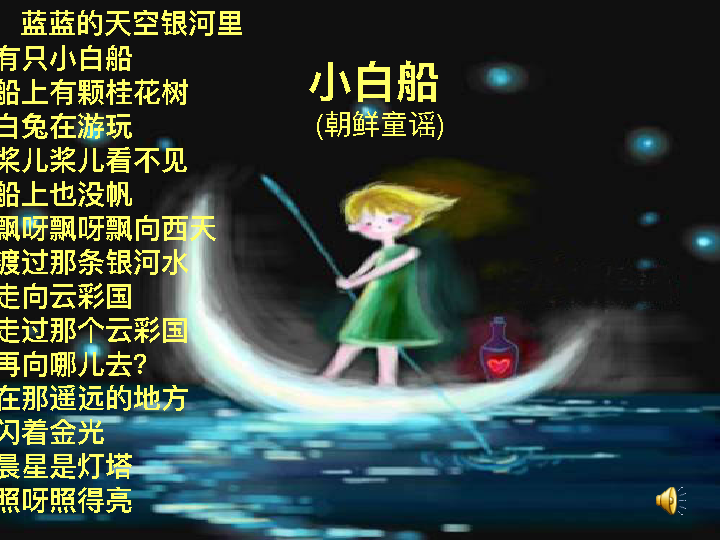 蓝蓝的天空银河里
有只小白船
船上有颗桂花树
白兔在游玩
桨儿桨儿看不见
船上也没帆
飘呀飘呀飘向西天
渡过那条银河水
走向云彩国
走过那个云彩国
再向哪儿去?
在那遥远的地方
闪着金光
晨星是灯塔
照呀照得亮
小白船
(朝鲜童谣)